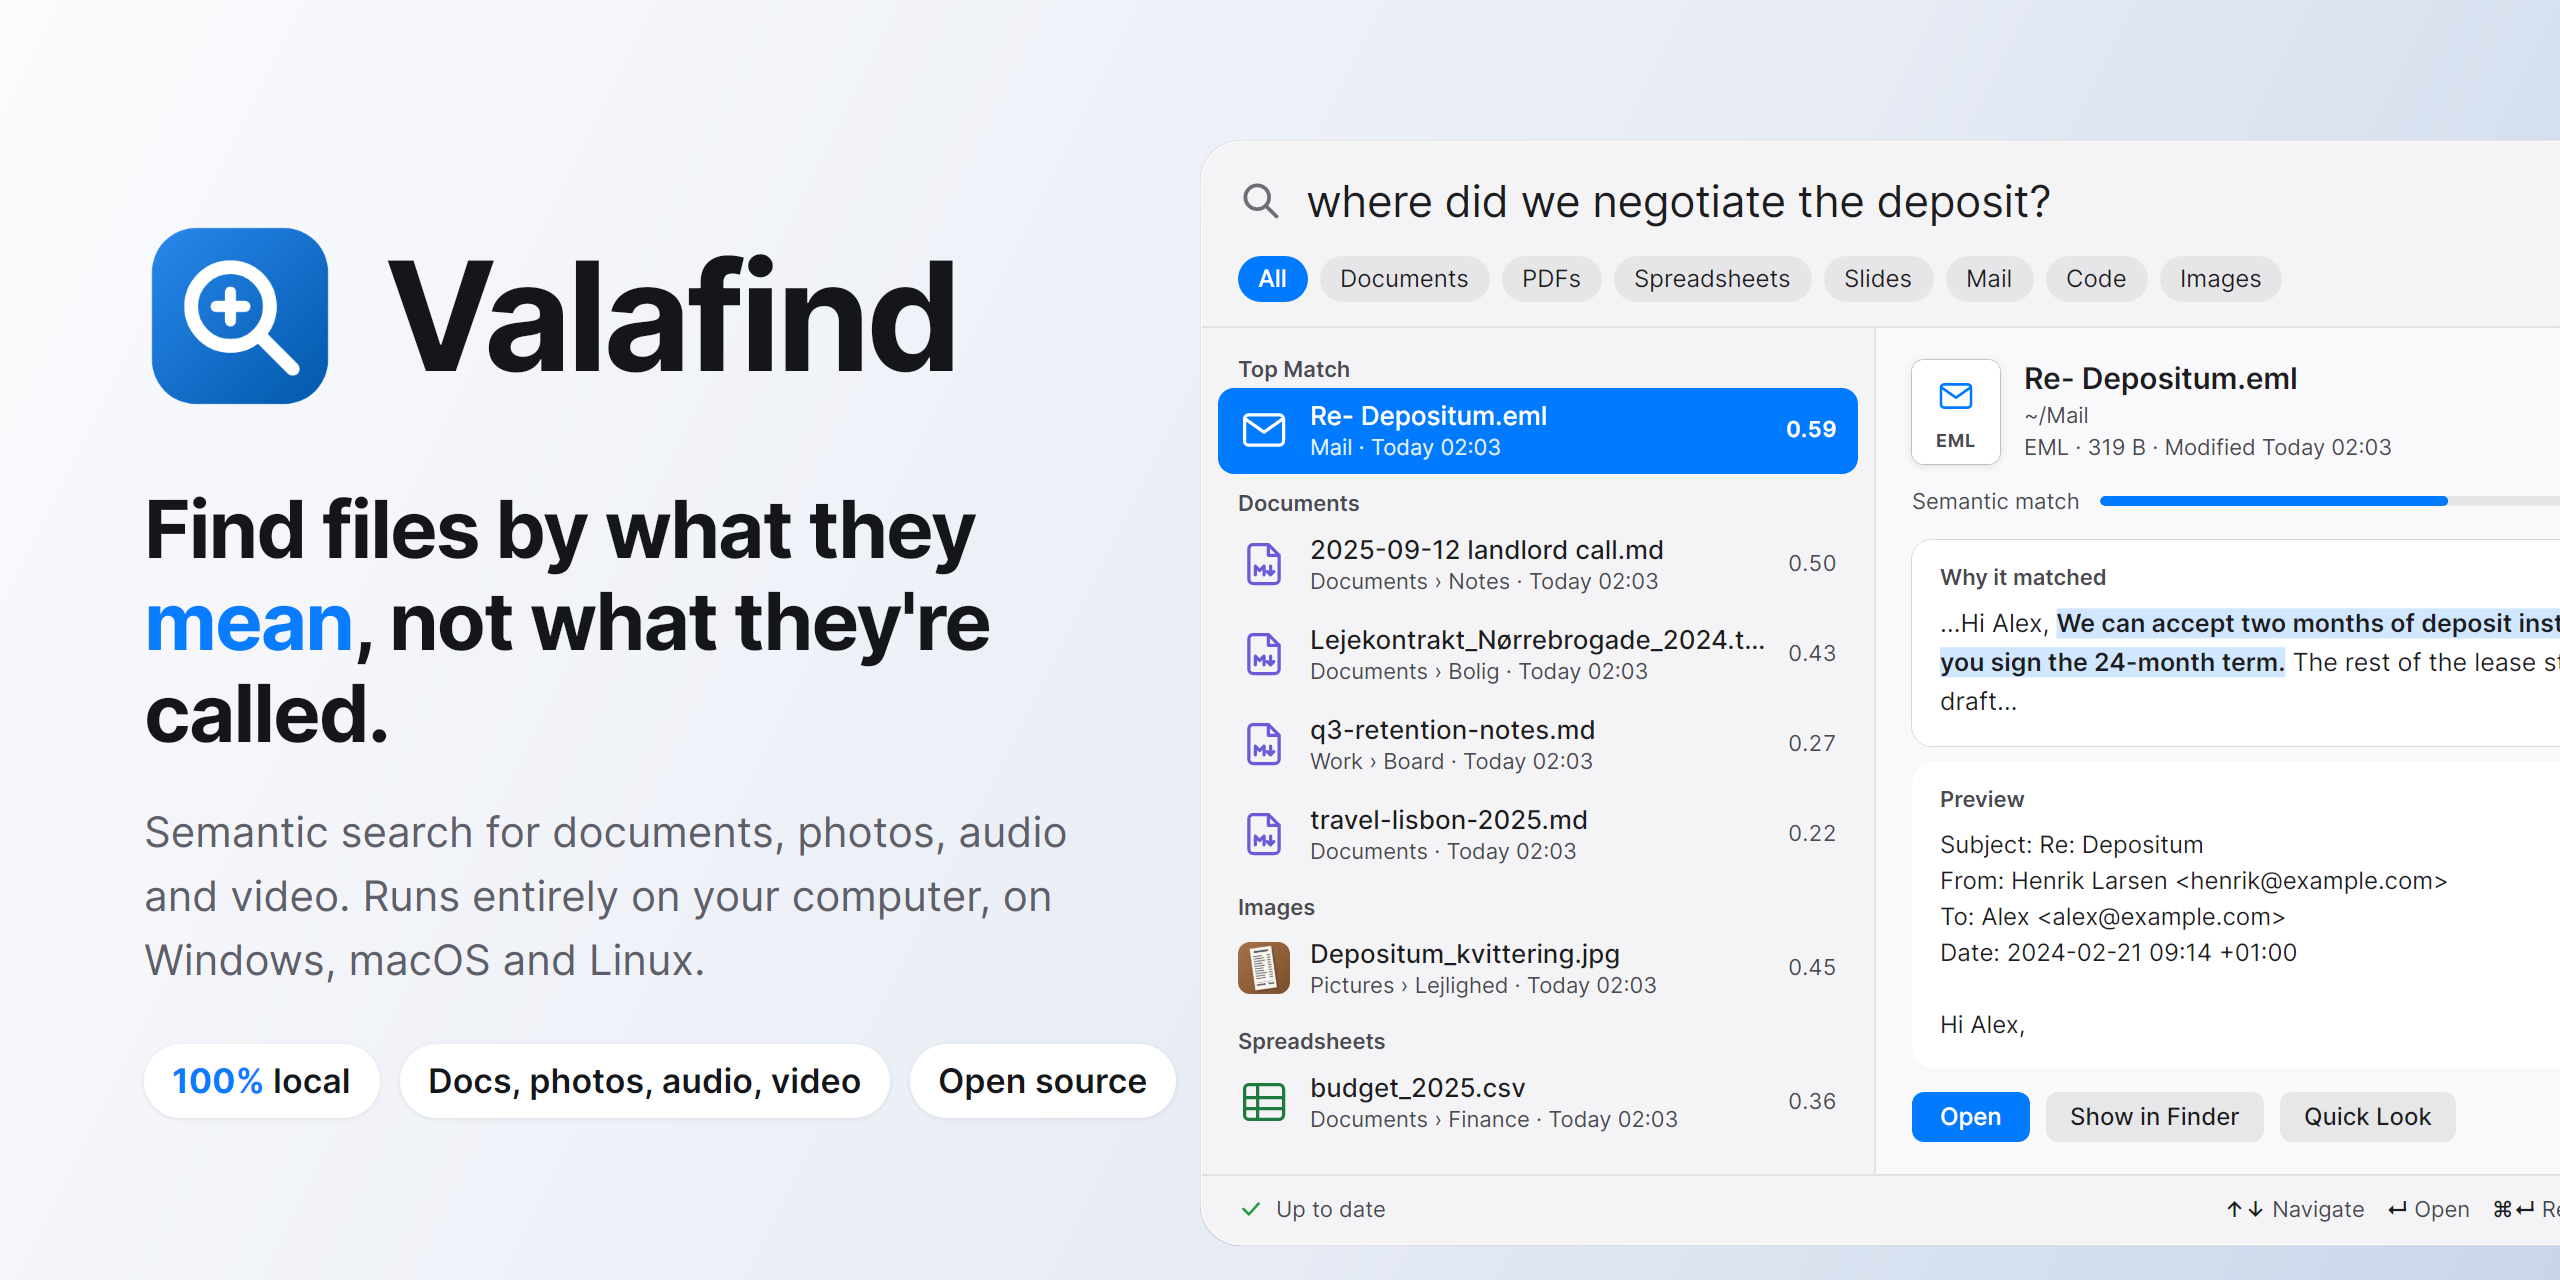 Valafind
Find files by what they
mean, not what they're
called.
Semantic search for documents, photos, audio
and video. Runs entirely on your computer, on
Windows, macOS and Linux.
100% local
Docs, photos, audio, video
Open source
where did we negotiate the deposit?
All
Documents
PDFs
Spreadsheets
Slides
Mail
Code
Images
Top Match
Re- Depositum.eml
Mail · Today 02:03
0.59
Documents
2025-09-12 landlord call.md
Documents › Notes · Today 02:03
0.50
Lejekontrakt_Nørrebrogade_2024.t...
Documents › Bolig · Today 02:03
0.43
q3-retention-notes.md
Work › Board · Today 02:03
0.27
travel-lisbon-2025.md
Documents · Today 02:03
0.22
Images
Depositum_kvittering.jpg
Pictures › Lejlighed · Today 02:03
0.45
Spreadsheets
budget_2025.csv
Documents › Finance · Today 02:03
0.36
EML
Re- Depositum.eml
~/Mail
EML · 319 B · Modified Today 02:03
Semantic match
Why it matched
...Hi Alex, We can accept two months of deposit inst
you sign the 24-month term. The rest of the lease st
draft...
Preview
Subject: Re: Depositum
From: Henrik Larsen <henrik@example.com>
To: Alex <alex@example.com>
Date: 2024-02-21 09:14 +01:00
Hi Alex,
Open
Show in Finder
Quick Look
Up to date
↑↓ Navigate
↵ Open
⌘↵ Re